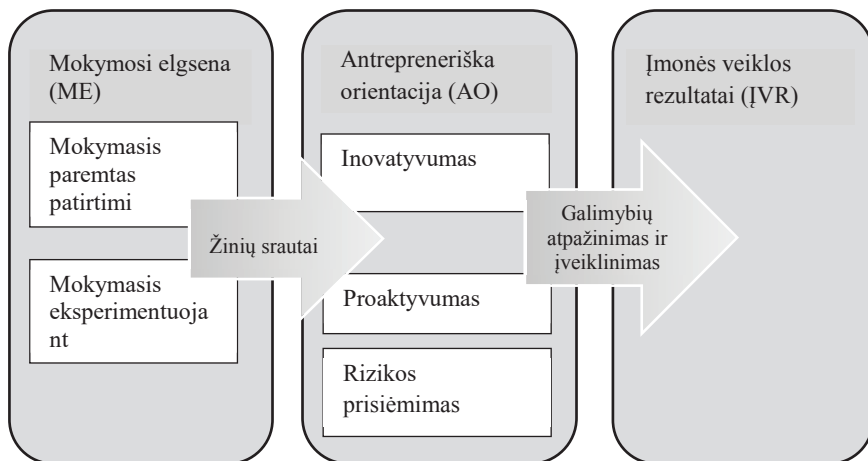 Mokymosi elgsena
(ME)
Mokymasis
paremtas
patirtimi
Mokymasis
eksperimentuoja
nt
Žinių srautai
Antrepreneriška
orientacija (AO)
Inovatyvumas
Proaktyvumas
Rizikos
prisiėmimas
Galimybių
atpažinimas ir
įveiklinimas
Įmonės veiklos
rezultatai (ĮVR)